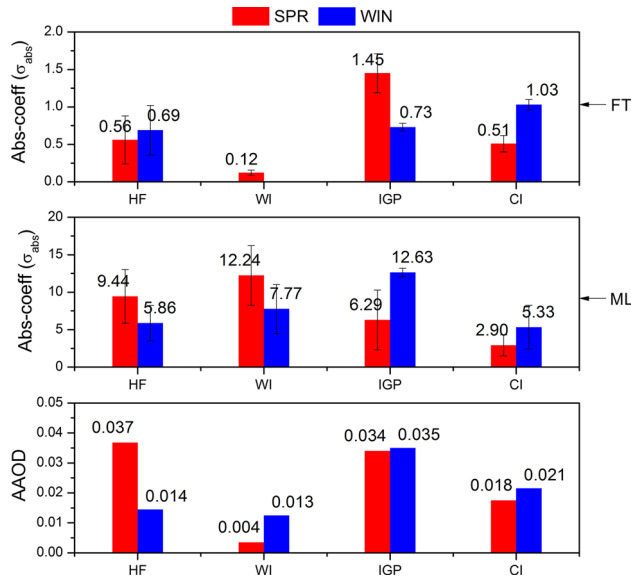 SPR WIN
Abs-coeff (σabs)
2.0
1.5
1.0
0.5
0.0
0.56 0.69 0.12 1.45 0.73 0.51 1.03
HF WI IGP CI
FT
Abs-coeff (σabs)
20
15
10
5
0
9.44 5.86 12.24 7.77 6.29 12.63 2.90 5.33
HF WI IGP CI
ML
AAOD
0.05
0.04
0.03
0.02
0.01
0.00
0.037 0.014 0.004 0.013 0.034 0.035 0.018 0.021
HF WI IGP CI